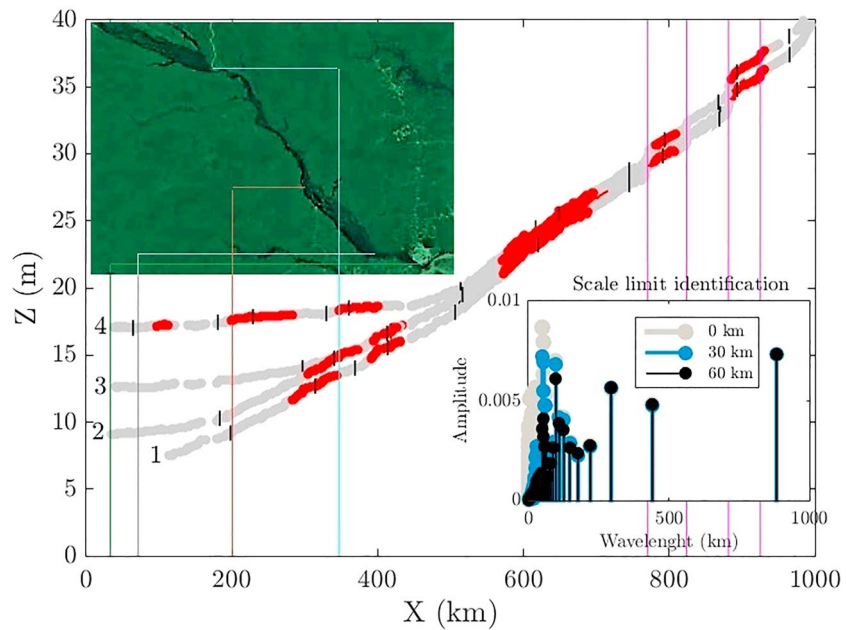 40
35
30
25
20
15
10
5
0
Z (m)
4
3
2
1
0 200 400 600 800 1000
X (km)
Scale limit identification
0.01
0.005
0
Amplitude
0 km
30 km
60 km
0 500 1000
Wavelenght (km)